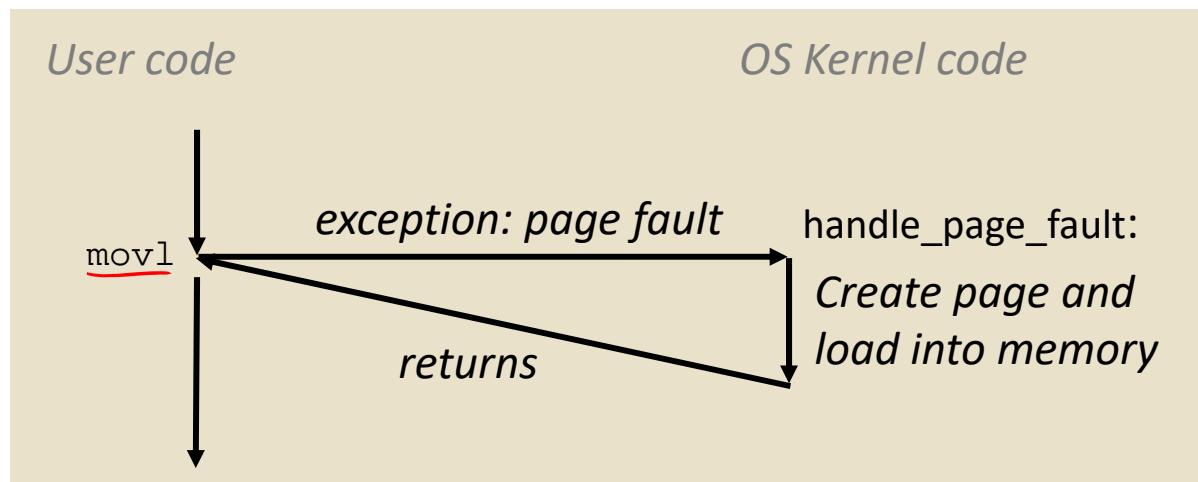 User code
OS Kernel code
exception: page fault
handle_page_fault:
movl
Create page and
load into memory
returns